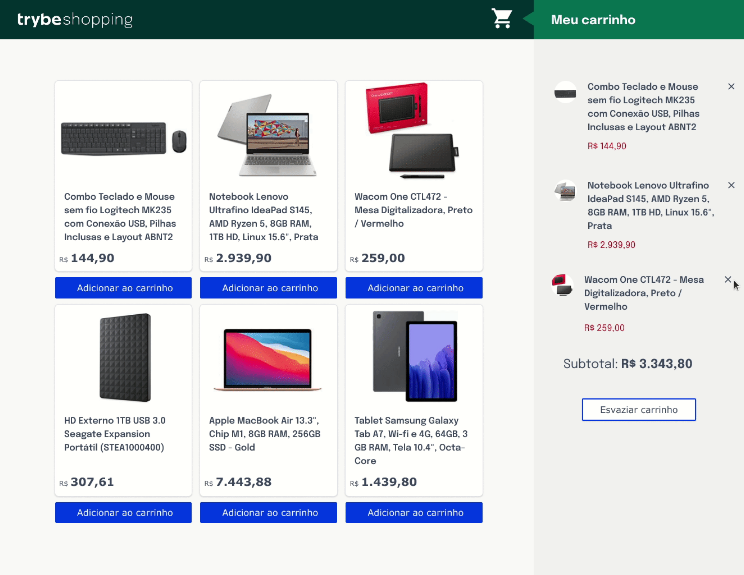 trybeshopping
Meu carrinho
Combo Teclado e Mouse
sem fio Logitech MK235
com Conexão USB, Pilhas
Inclusas e Layout ABNT2
R$ 144,90
Adicionar ao carrinho
Notebook Lenovo
Ultrafino IdeaPad S145,
AMD Ryzen 5, 8GB RAM,
1TB HD, Linux 15.6", Prata
R$ 2.939,90
Adicionar ao carrinho
Wacom One CTL472 -
Mesa Digitalizadora, Preto
/ Vermelho
R$ 259,00
Adicionar ao carrinho
HD Externo 1TB USB 3.0
Seagate Expansion
Portátil (STEA1000400)
R$ 307,61
Adicionar ao carrinho
Apple MacBook Air 13.3",
Chip M1, 8GB RAM, 256GB
SSD - Gold
R$ 7.443,88
Adicionar ao carrinho
Tablet Samsung Galaxy
Tab A7, Wi-fi e 4G, 64GB, 3
GB RAM, Tela 10.4", Octa-
Core
R$ 1.439,80
Adicionar ao carrinho
Combo Teclado e Mouse
sem fio Logitech MK235
com Conexão USB, Pilhas
Inclusas e Layout ABNT2
R$ 144,90
Notebook Lenovo Ultrafino
IdeaPad S145, AMD Ryzen 5,
8GB RAM, 1TB HD, Linux 15.6",
Prata
R$ 2.939,90
Wacom One CTL472 - Mesa
Digitalizadora, Preto /
Vermelho
R$ 259,00
Subtotal: R$ 3.343,80
Esvaziar carrinho